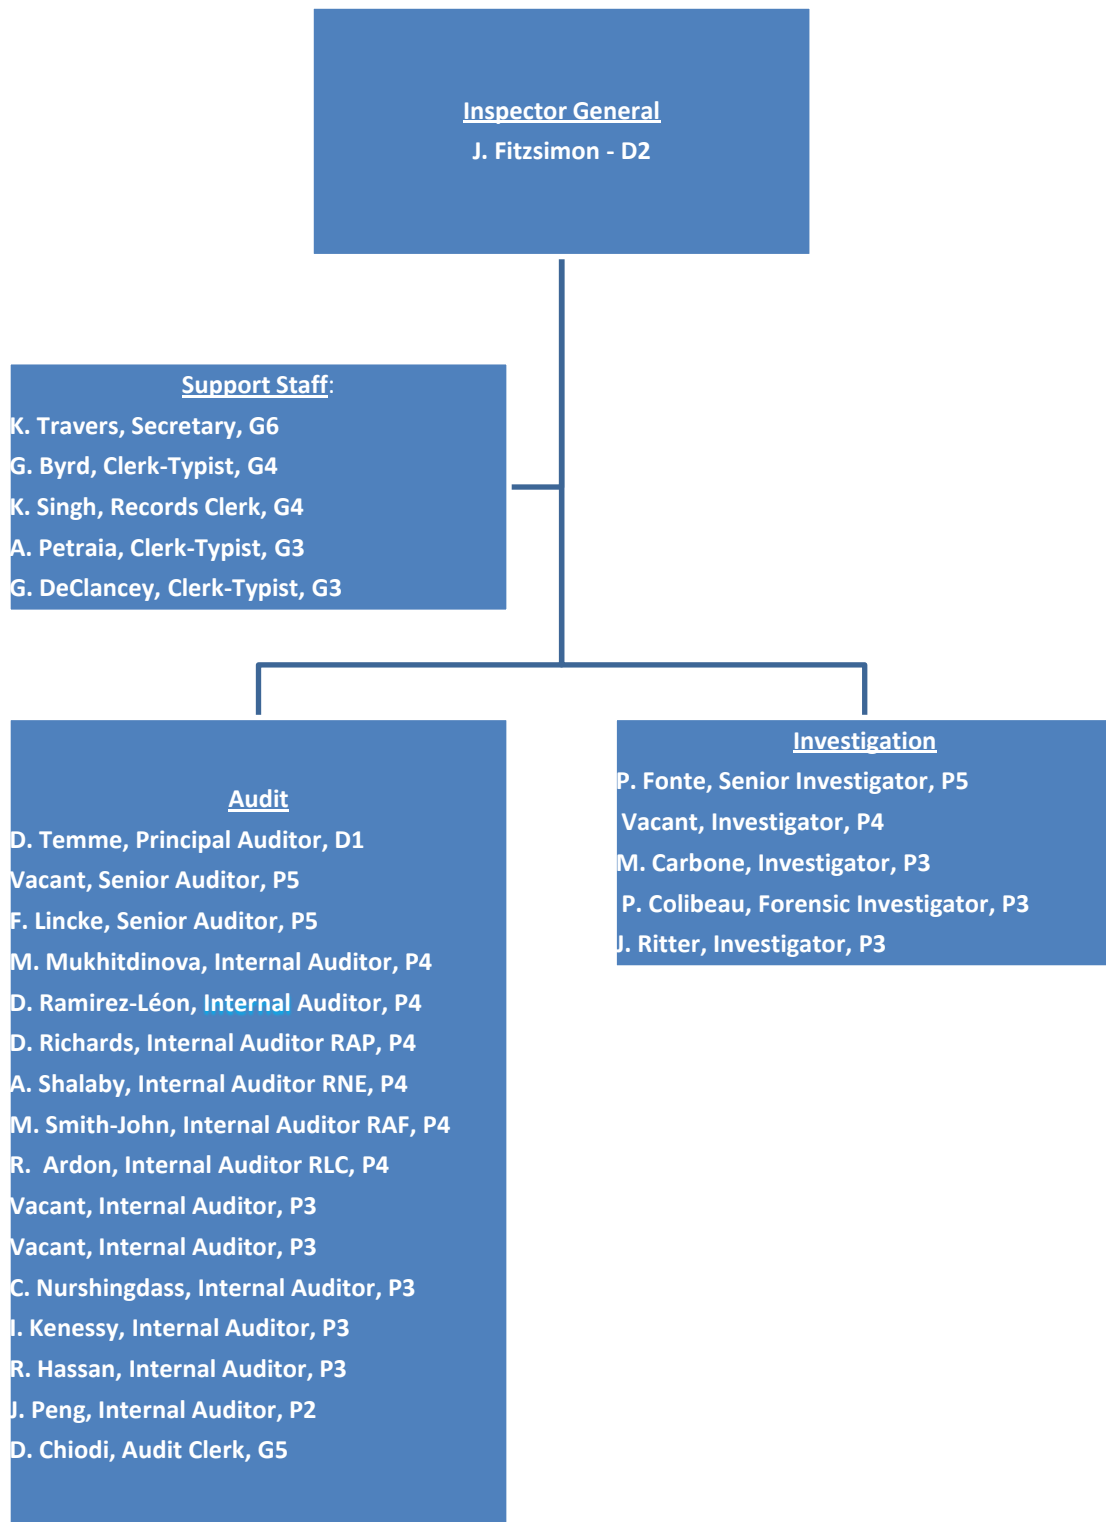 Inspector General
J. Fitzsimon - D2
Support Staff:
K. Travers, Secretary, G6
G. Byrd, Clerk-Typist, G4
K. Singh, Records Clerk, G4
A. Petraia, Clerk-Typist, G3
G. DeClancey, Clerk-Typist, G3
Audit
D. Temme, Principal Auditor, D1
Vacant, Senior Auditor, P5
F. Lincke, Senior Auditor, P5
M. Mukhitdinova, Internal Auditor, P4
D. Ramirez-Léon, Internal Auditor, P4
D. Richards, Internal Auditor RAP, P4
A. Shalaby, Internal Auditor RNE, P4
M. Smith-John, Internal Auditor RAF, P4
R.  Ardon, Internal Auditor RLC, P4
Vacant, Internal Auditor, P3
Vacant, Internal Auditor, P3
C. Nurshingdass, Internal Auditor, P3
I. Kenessy, Internal Auditor, P3
R. Hassan, Internal Auditor, P3
J. Peng, Internal Auditor, P2
D. Chiodi, Audit Clerk, G5
Investigation
P. Fonte, Senior Investigator, P5
Vacant, Investigator, P4
M. Carbone, Investigator, P3
P. Colibeau, Forensic Investigator, P3
J. Ritter, Investigator, P3